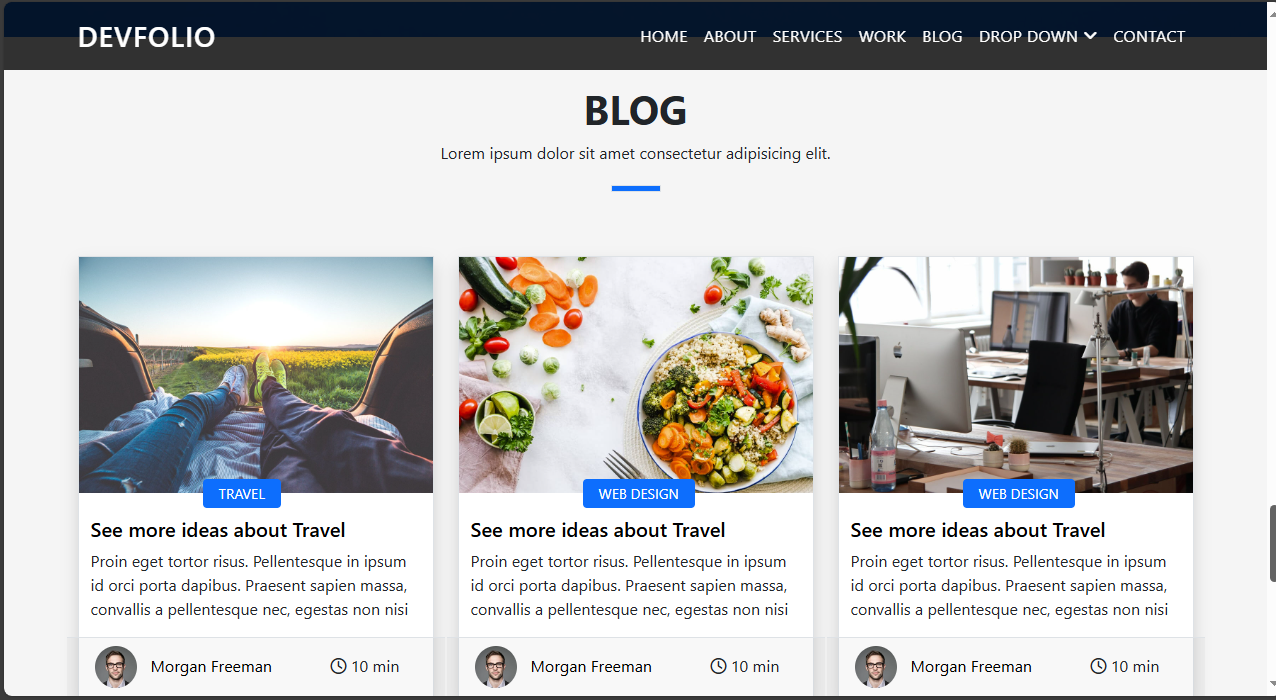 DEVFOLIO
HOME ABOUT SERVICES WORK BLOG DROP DOWN CONTACT
BLOG
Lorem ipsum dolor sit amet consectetur adipisicing elit.
TRAVEL
See more ideas about Travel
Proin eget tortor risus. Pellentesque in ipsum
id orci porta dapibus. Praesent sapien massa,
convallis a pellentesque nec, egestas non nisi
Morgan Freeman 10 min
WEB DESIGN
See more ideas about Travel
Proin eget tortor risus. Pellentesque in ipsum
id orci porta dapibus. Praesent sapien massa,
convallis a pellentesque nec, egestas non nisi
Morgan Freeman 10 min
WEB DESIGN
See more ideas about Travel
Proin eget tortor risus. Pellentesque in ipsum
id orci porta dapibus. Praesent sapien massa,
convallis a pellentesque nec, egestas non nisi
Morgan Freeman 10 min